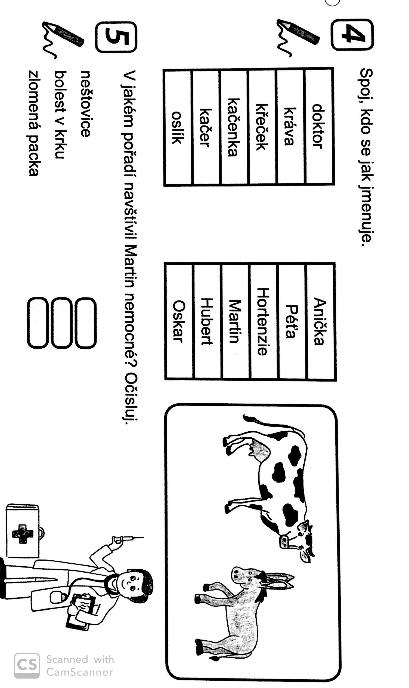 4
Spoj, kdo se jak jmenuje.
doktor
kráva
křeček
kačenka
kačer
oslík
Anička
Péťa
Hortenzie
Martin
Hubert
Oskar
5
V jakém pořadí navštívil Martin nemocné? Očísluj.
neštovice
bolest v krku
zlomená packa
CS Scanned with
CamScanner